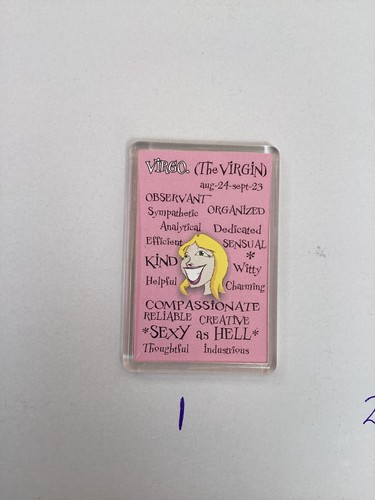 VIRGO. (The VIRGIN)
aug-24-sept-23
OBSERVANT
Sympathetic ORGANIZED
Analytical Dedicated
Efficient SENSUAL
KIND * Witty
Helpful Charming
COMPASSIONATE
RELIABLE CREATIVE
*SEXY as HELL*
Thoughtful Industrious
1 2